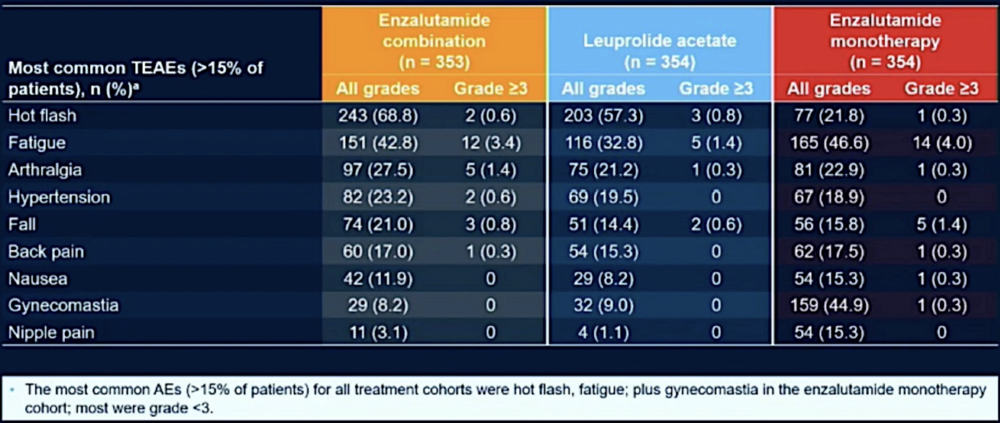 Enzalutamide combination (n = 353) Leuprolide acetate (n = 354) Enzalutamide monotherapy (n = 354)
Most common TEAEs (>15% of patients), n (%)ª All grades Grade ≥3 All grades Grade ≥3 All grades Grade ≥3
Hot flash 243 (68.8) 2 (0.6) 203 (57.3) 3 (0.8) 77 (21.8) 1 (0.3)
Fatigue 151 (42.8) 12 (3.4) 116 (32.8) 5 (1.4) 165 (46.6) 14 (4.0)
Arthralgia 97 (27.5) 5 (1.4) 75 (21.2) 1 (0.3) 81 (22.9) 1 (0.3)
Hypertension 82 (23.2) 2 (0.6) 69 (19.5) 0 67 (18.9) 0
Fall 74 (21.0) 3 (0.8) 51 (14.4) 2 (0.6) 56 (15.8) 5 (1.4)
Back pain 60 (17.0) 1 (0.3) 54 (15.3) 0 62 (17.5) 1 (0.3)
Nausea 42 (11.9) 0 29 (8.2) 0 54 (15.3) 1 (0.3)
Gynecomastia 29 (8.2) 0 32 (9.0) 0 159 (44.9) 1 (0.3)
Nipple pain 11 (3.1) 0 4 (1.1) 0 54 (15.3) 0
• The most common AEs (>15% of patients) for all treatment cohorts were hot flash, fatigue; plus gynecomastia in the enzalutamide monotherapy
cohort; most were grade <3.